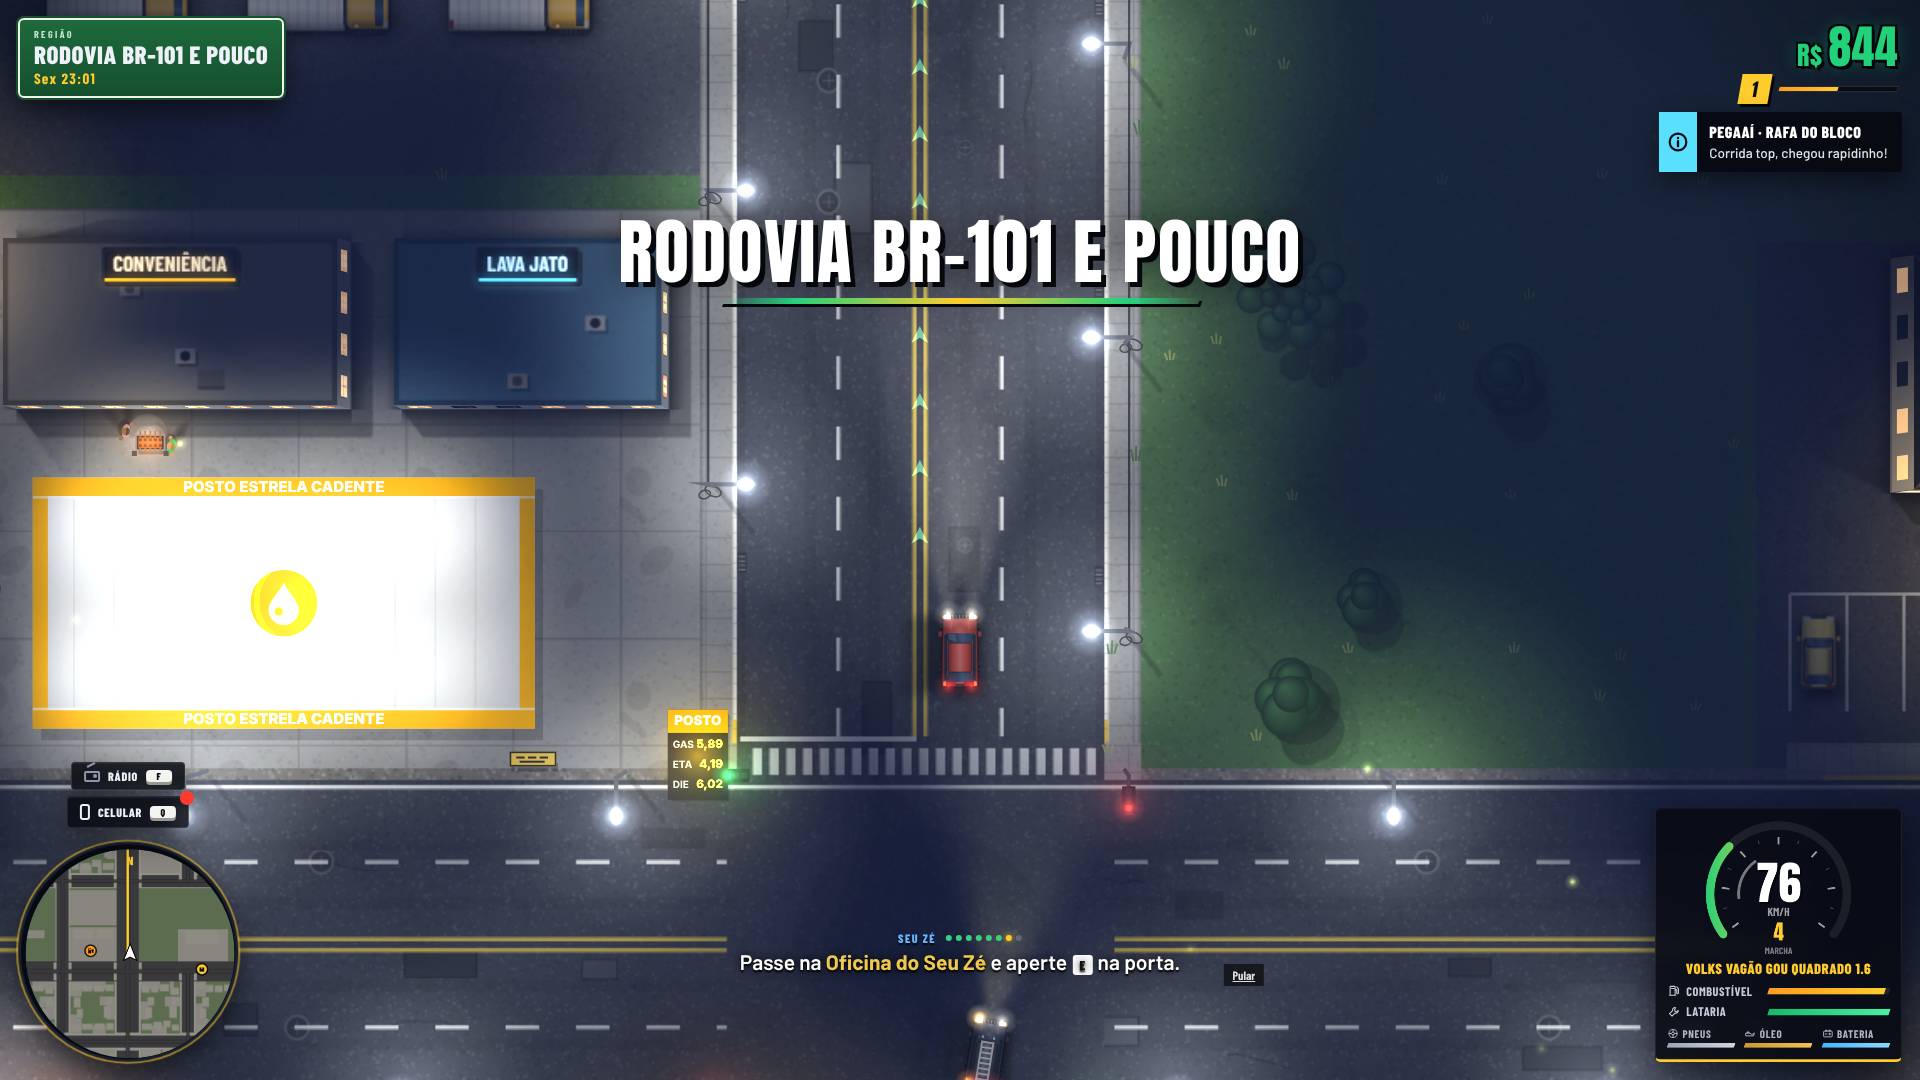 REGIÃO
RODOVIA BR-101 E POUCO
Sex 23:01
R$ 844
1
PEGAAÍ · RAFA DO BLOCO
Corrida top, chegou rapidinho!
RODOVIA BR-101 E POUCO
CONVENIÊNCIA
LAVA JATO
POSTO ESTRELA CADENTE
POSTO ESTRELA CADENTE
POSTO
GAS 5,89
ETA 4,19
DIE 6,02
RÁDIO F
CELULAR Q
N
SEU ZÉ
Passe na Oficina do Seu Zé e aperte E na porta.
Pular
76
KM/H
4
MARCHA
VOLKS VAGÃO GOU QUADRADO 1.6
COMBUSTÍVEL
LATARIA
PNEUS ÓLEO BATERIA